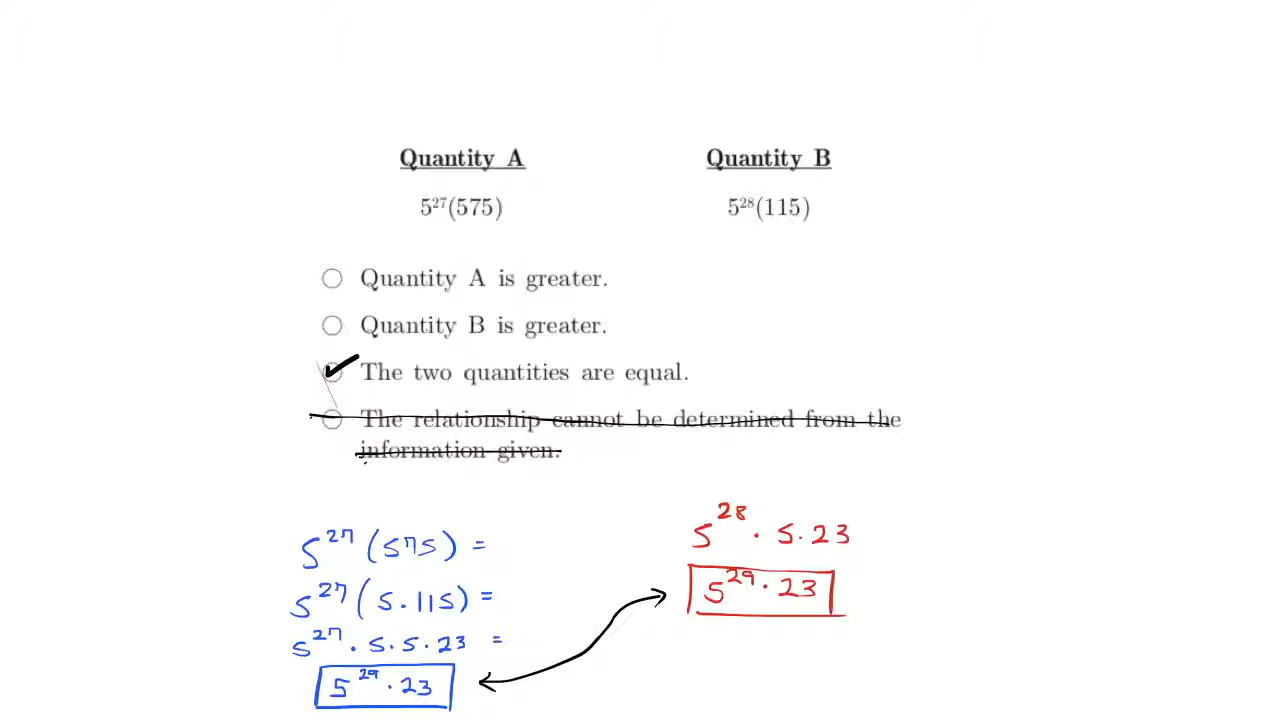 Quantity A
Quantity B
5²⁷(575)
5²⁸(115)
Quantity A is greater.
Quantity B is greater.
The two quantities are equal.
The relationship cannot be determined from the
information given.
5²⁷(575) =
5²⁷(5·115) =
5²⁷·5·5·23 =
5²⁹·23
5²⁸·5·23
5²⁹·23